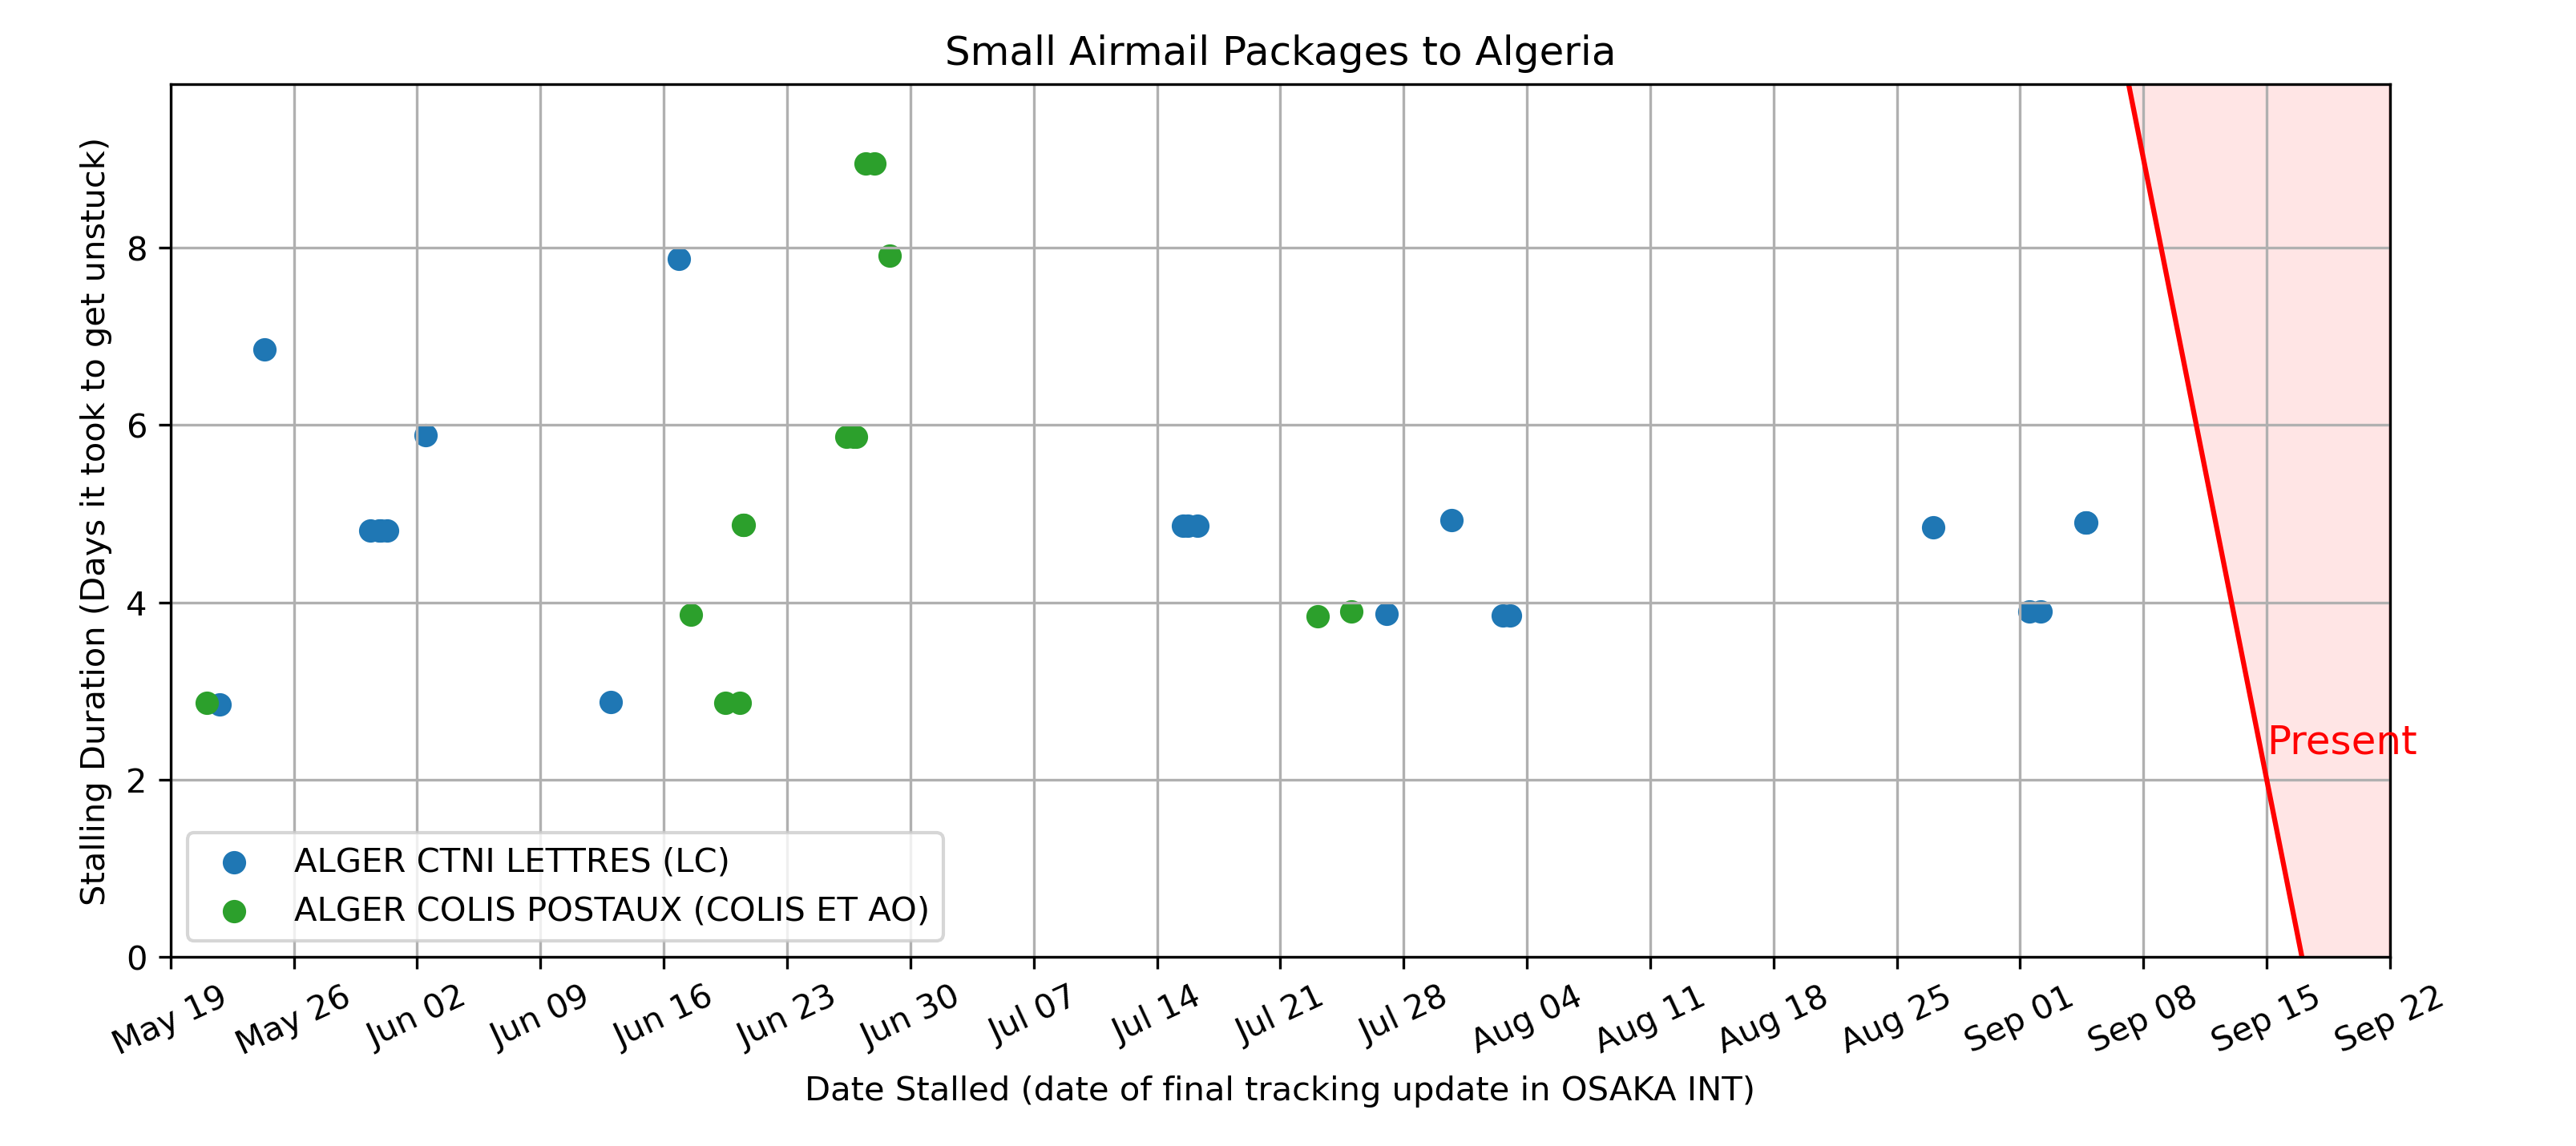 Small Airmail Packages to Algeria
Stalling Duration (Days it took to get unstuck)
8
6
4
2
0
Present
ALGER CTNI LETTRES (LC)
ALGER COLIS POSTAUX (COLIS ET AO)
May 19
May 26
Jun 02
Jun 09
Jun 16
Jun 23
Jun 30
Jul 07
Jul 14
Jul 21
Jul 28
Aug 04
Aug 11
Aug 18
Aug 25
Sep 01
Sep 08
Sep 15
Sep 22
Date Stalled (date of final tracking update in OSAKA INT)